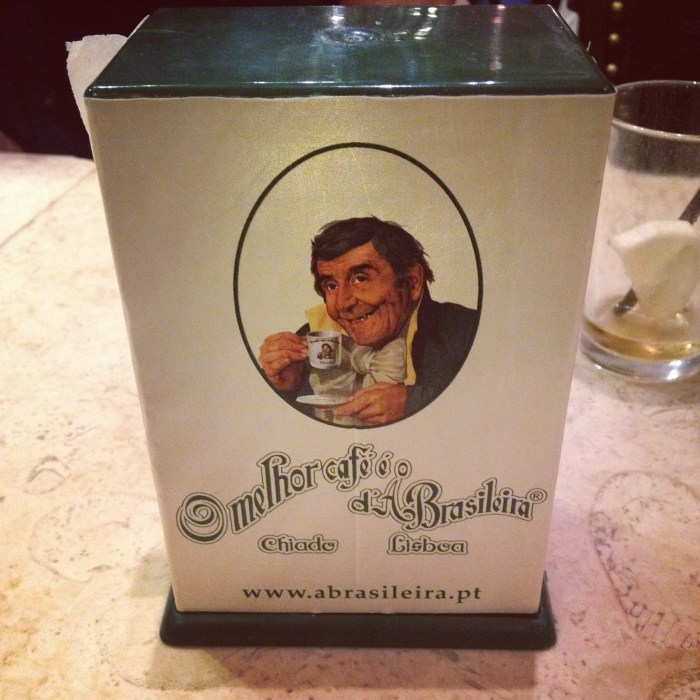 O melhor café é o
d'A Brasileira®
Chiado Lisboa
www.abrasileira.pt